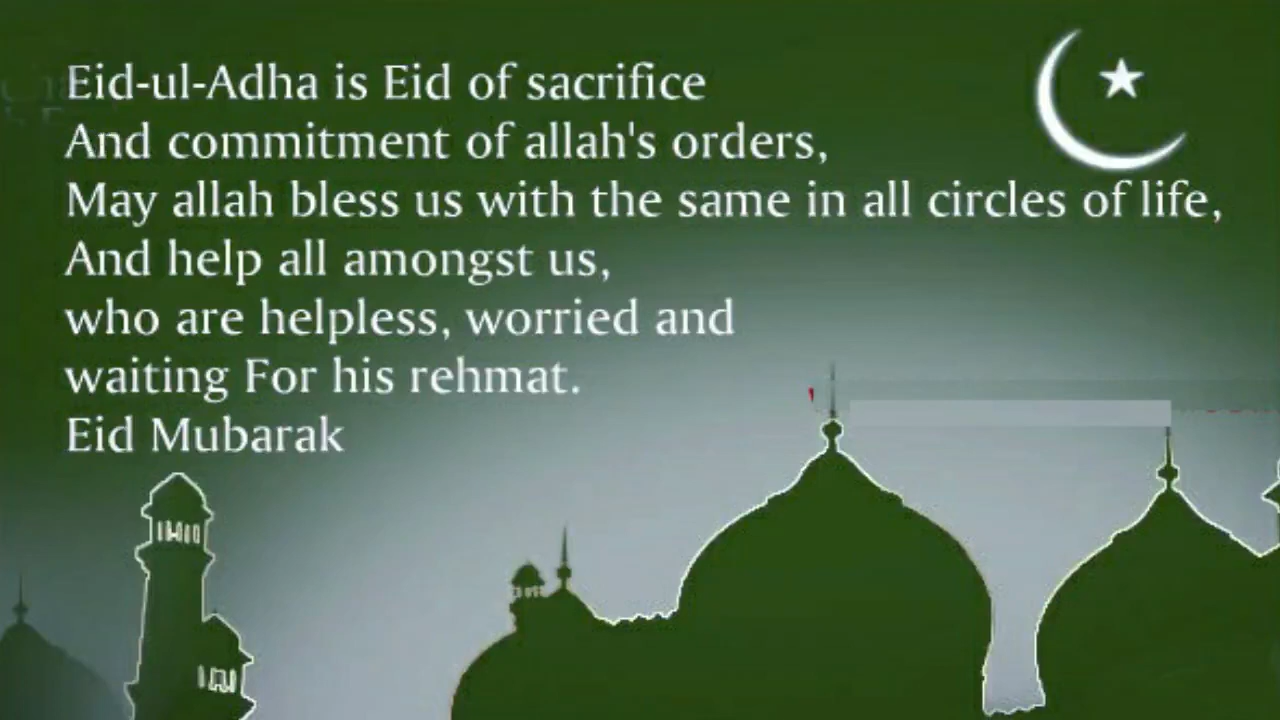 Eid-ul-Adha is Eid of sacrifice
And commitment of allah's orders,
May allah bless us with the same in all circles of life,
And help all amongst us,
who are helpless, worried and
waiting For his rehmat.
Eid Mubarak